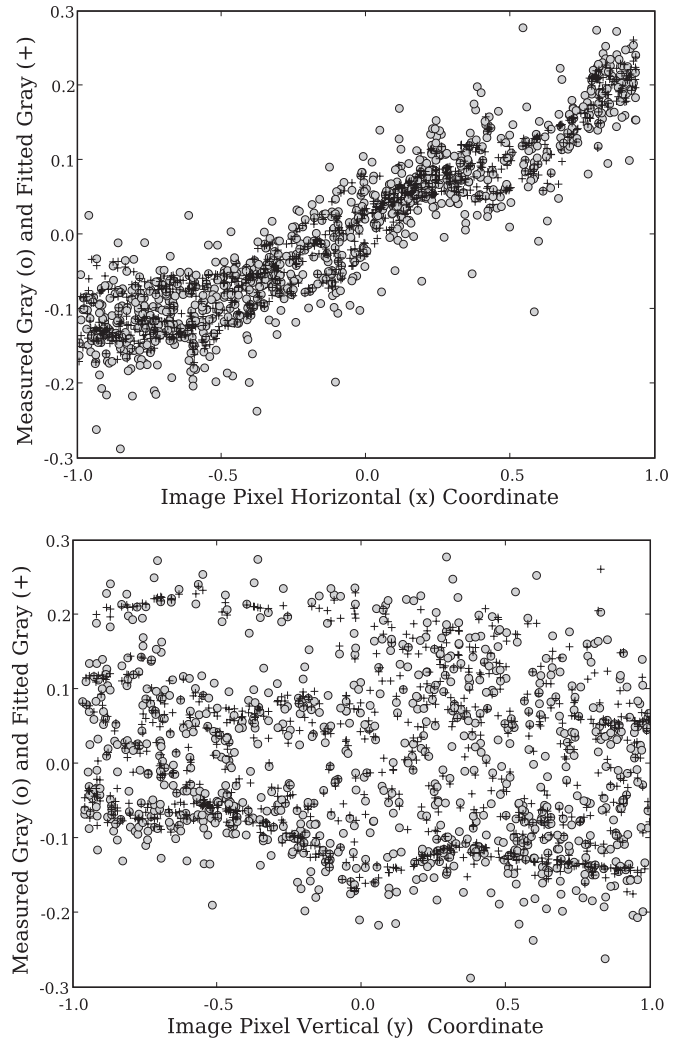 0.3
0.2
0.1
0.0
-0.1
-0.2
-0.3
Measured Gray (o) and Fitted Gray (+)
-1.0 -0.5 0.0 0.5 1.0
Image Pixel Horizontal (x) Coordinate
0.3
0.2
0.1
0.0
-0.1
-0.2
-0.3
Measured Gray (o) and Fitted Gray (+)
-1.0 -0.5 0.0 0.5 1.0
Image Pixel Vertical (y) Coordinate